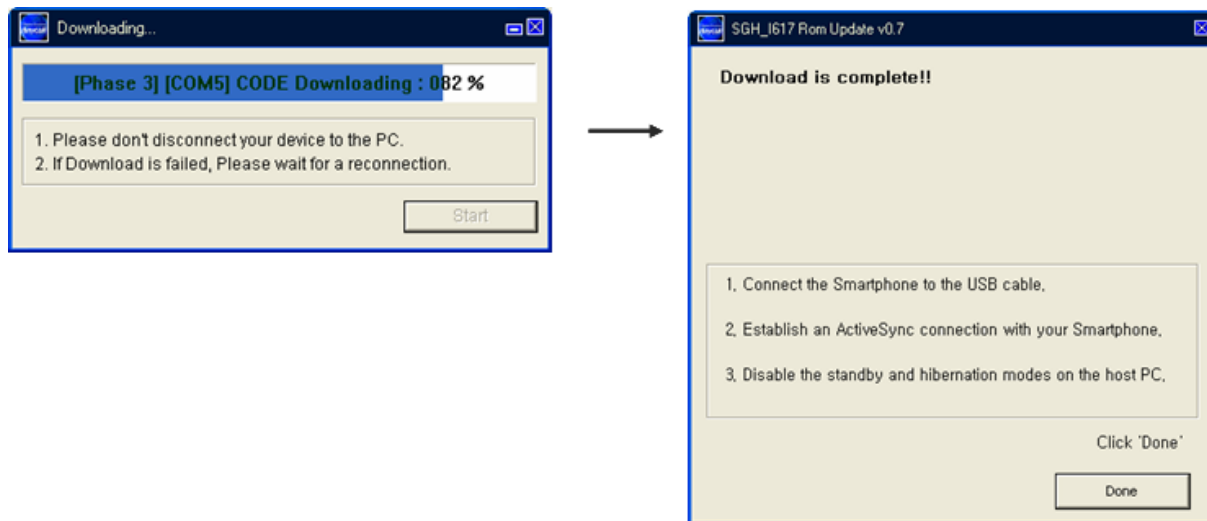 Downloading...
[Phase 3] [COM5] CODE Downloading : 082 %
1. Please don't disconnect your device to the PC.
2. If Download is failed, Please wait for a reconnection.
Start
SGH_I617 Rom Update v0.7
Download is complete!!
1, Connect the Smartphone to the USB cable,
2, Establish an ActiveSync connection with your Smartphone,
3, Disable the standby and hibernation modes on the host PC,
Click 'Done'
Done